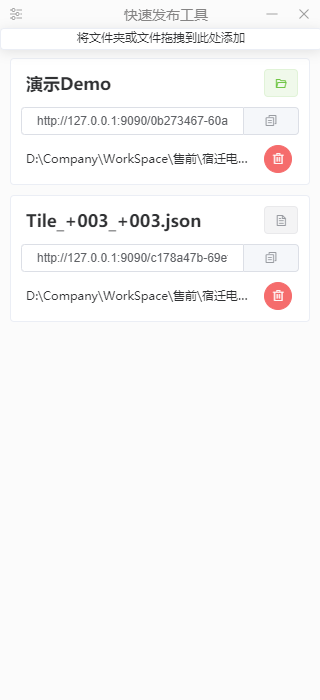 快速发布工具
将文件夹或文件拖拽到此处添加
演示Demo
http://127.0.0.1:9090/0b273467-60a
D:\Company\WorkSpace\售前\宿迁电...
Tile_+003_+003.json
http://127.0.0.1:9090/c178a47b-69e
D:\Company\WorkSpace\售前\宿迁电...